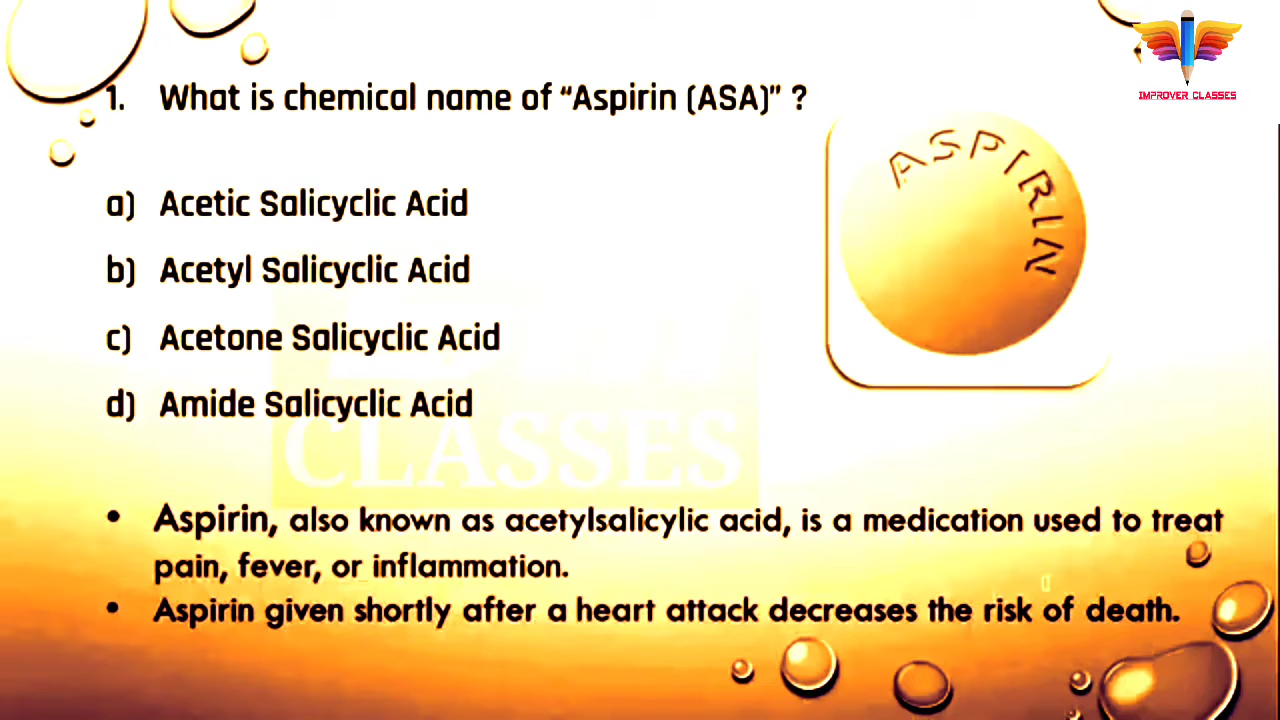 IMPROVER CLASSES
1. What is chemical name of “Aspirin (ASA)” ?
ASPIRIN
a) Acetic Salicyclic Acid
b) Acetyl Salicyclic Acid
c) Acetone Salicyclic Acid
d) Amide Salicyclic Acid
CLASSES
• Aspirin, also known as acetylsalicylic acid, is a medication used to treat
pain, fever, or inflammation.
• Aspirin given shortly after a heart attack decreases the risk of death.